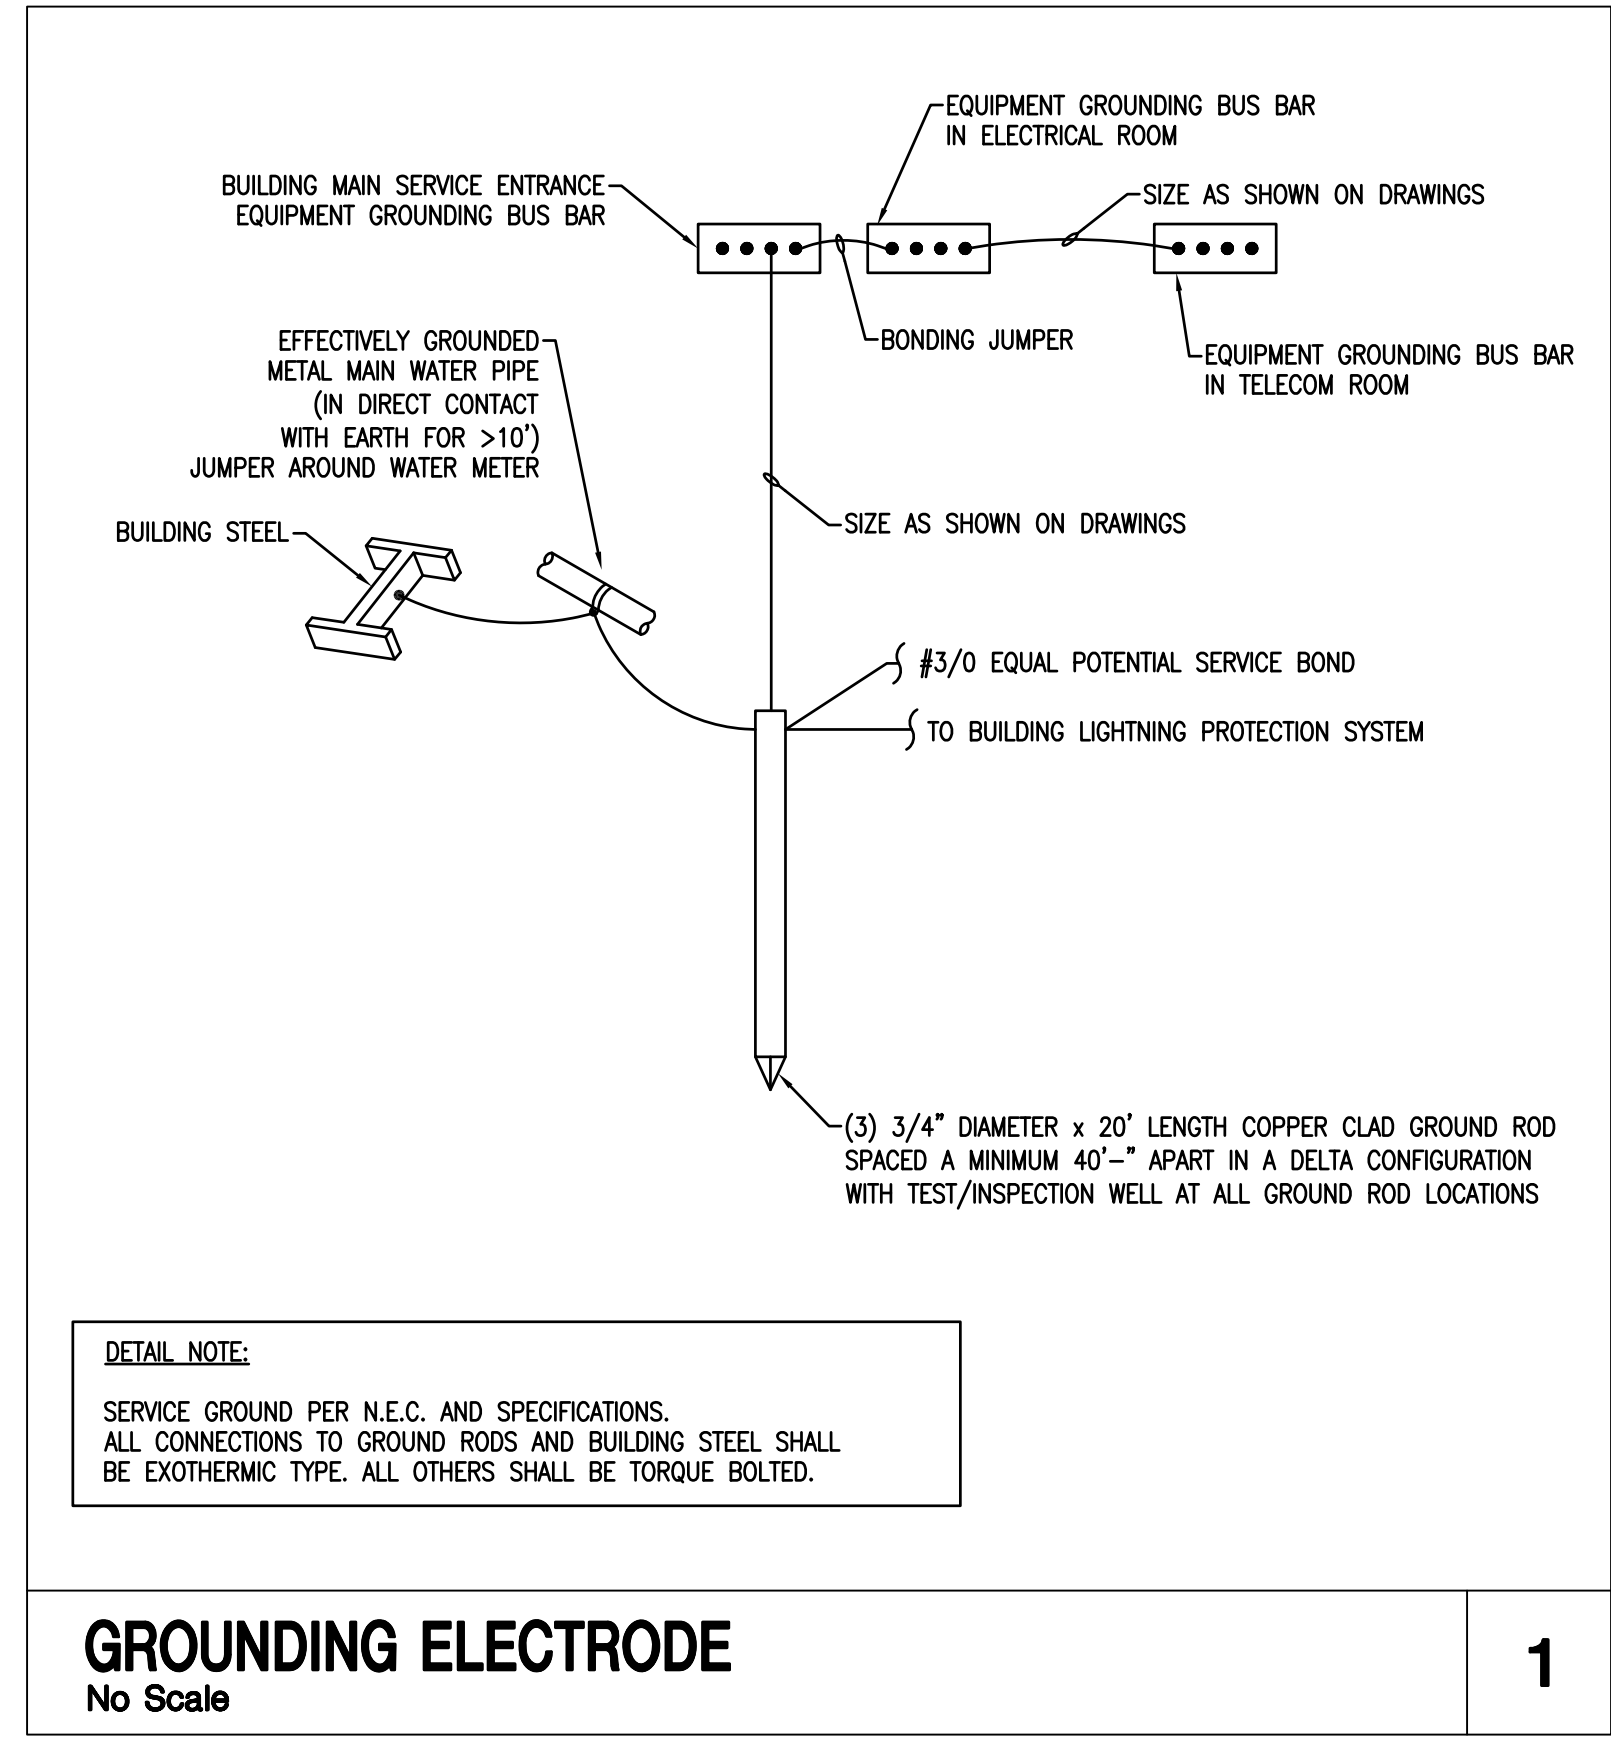 EQUIPMENT GROUNDING BUS BAR
IN ELECTRICAL ROOM
BUILDING MAIN SERVICE ENTRANCE
EQUIPMENT GROUNDING BUS BAR
SIZE AS SHOWN ON DRAWINGS
EFFECTIVELY GROUNDED
METAL MAIN WATER PIPE
(IN DIRECT CONTACT
WITH EARTH FOR >10')
JUMPER AROUND WATER METER
BONDING JUMPER
EQUIPMENT GROUNDING BUS BAR
IN TELECOM ROOM
BUILDING STEEL
SIZE AS SHOWN ON DRAWINGS
#3/0 EQUAL POTENTIAL SERVICE BOND
TO BUILDING LIGHTNING PROTECTION SYSTEM
(3) 3/4" DIAMETER x 20' LENGTH COPPER CLAD GROUND ROD
SPACED A MINIMUM 40'-" APART IN A DELTA CONFIGURATION
WITH TEST/INSPECTION WELL AT ALL GROUND ROD LOCATIONS
DETAIL NOTE:
SERVICE GROUND PER N.E.C. AND SPECIFICATIONS.
ALL CONNECTIONS TO GROUND RODS AND BUILDING STEEL SHALL
BE EXOTHERMIC TYPE. ALL OTHERS SHALL BE TORQUE BOLTED.
GROUNDING ELECTRODE
No Scale
1